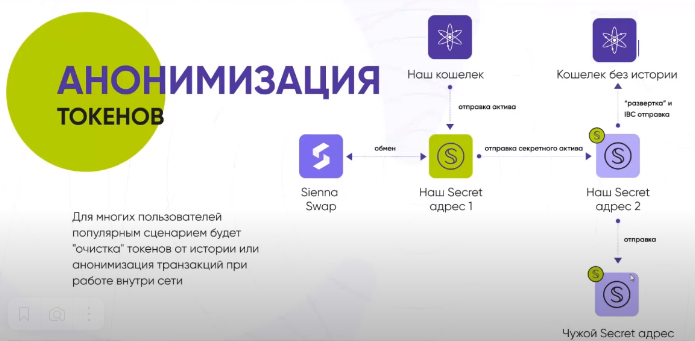 АНОНИМИЗАЦИЯ
ТОКЕНОВ
Наш кошелек
Кошелек без истории
отправка актива
"развертка" и
IBC отправка
обмен
отправка секретного актива
Sienna
Swap
Наш Secret
адрес 1
Наш Secret
адрес 2
Для многих пользователей
популярным сценарием будет
"очистка" токенов от истории или
анонимизация транзакций при
работе внутри сети
отправка
Чужой Secret адрес